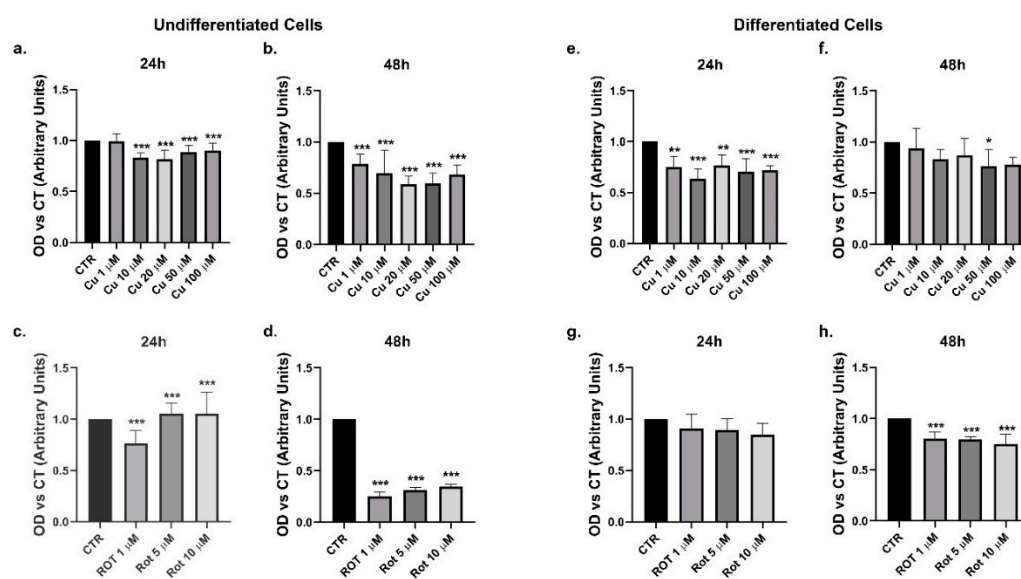 Undifferentiated Cells
Differentiated Cells
a.
24h
OD vs CT (Arbitrary Units)
1.5
1.0
0.5
0.0
***
***
***
***
CTR
Cu 1 µM
Cu 10 µM
Cu 20 µM
Cu 50 µM
Cu 100 µM
b.
48h
OD vs CT (Arbitrary Units)
1.5
1.0
0.5
0.0
***
***
***
***
***
CTR
Cu 1 µM
Cu 10 µM
Cu 20 µM
Cu 50 µM
Cu 100 µM
e.
24h
OD vs CT (Arbitrary Units)
1.5
1.0
0.5
0.0
**
***
**
***
***
CTR
Cu 1 µM
Cu 10 µM
Cu 20 µM
Cu 50 µM
Cu 100 µM
f.
48h
OD vs CT (Arbitrary Units)
1.5
1.0
0.5
0.0
*
CTR
Cu 1 µM
Cu 10 µM
Cu 20 µM
Cu 50 µM
Cu 100 µM
c.
24h
OD vs CT (Arbitrary Units)
1.5
1.0
0.5
0.0
***
***
***
CTR
ROT 1 µM
Rot 5 µM
Rot 10 µM
d.
48h
OD vs CT (Arbitrary Units)
1.5
1.0
0.5
0.0
***
***
***
CTR
ROT 1 µM
Rot 5 µM
Rot 10 µM
g.
24h
OD vs CT (Arbitrary Units)
1.5
1.0
0.5
0.0
CTR
ROT 1 µM
Rot 5 µM
Rot 10 µM
h.
48h
OD vs CT (Arbitrary Units)
1.5
1.0
0.5
0.0
***
***
***
CTR
ROT 1 µM
Rot 5 µM
Rot 10 µM